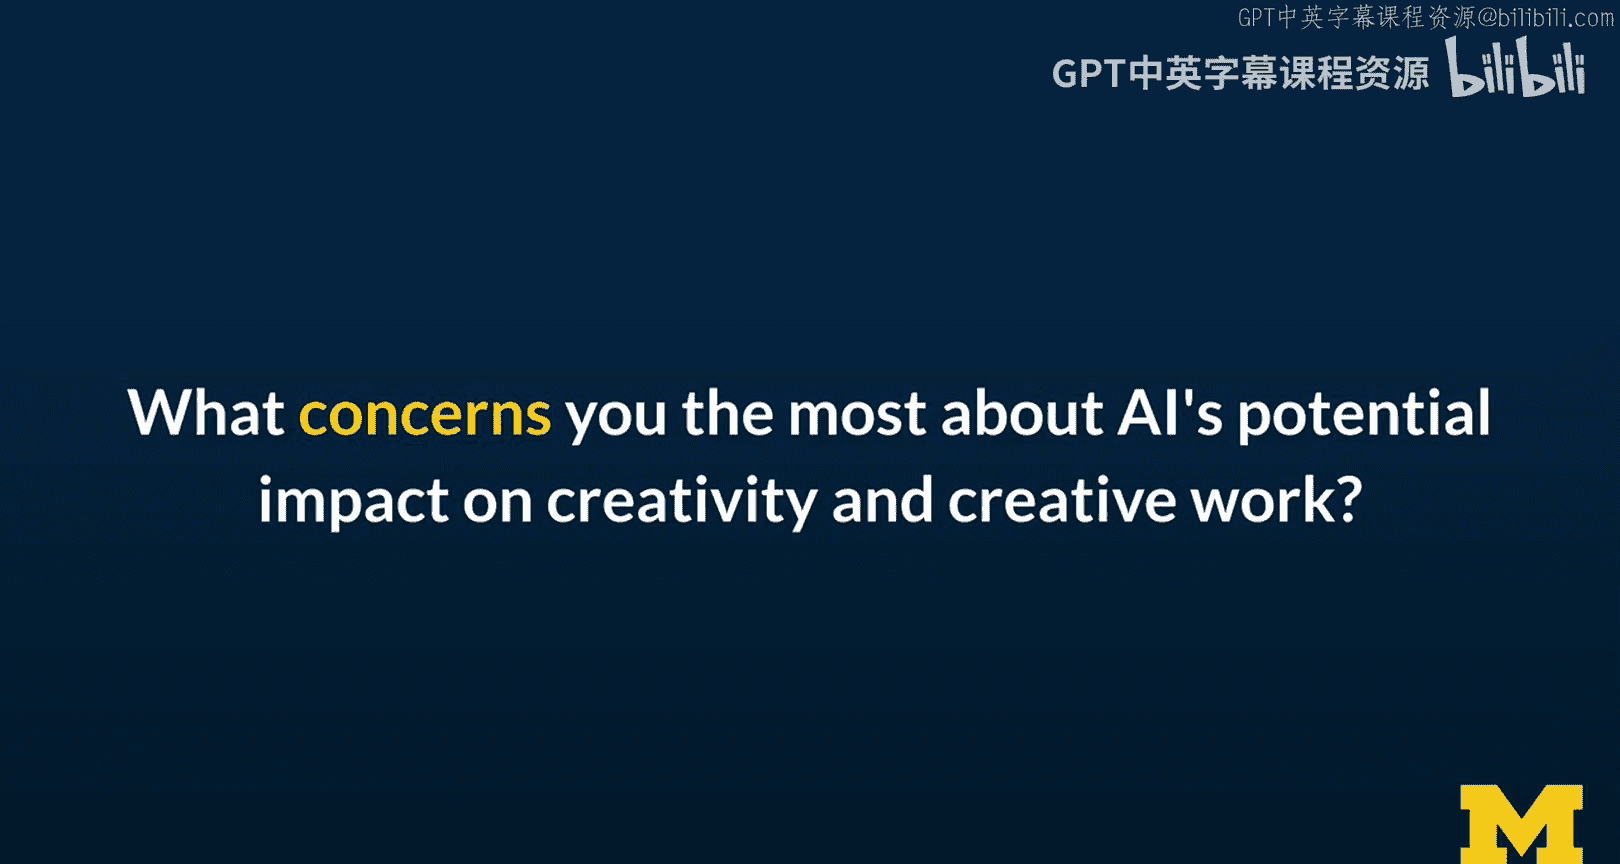 GPT中英字幕课程资源@bilibili.com
GPT中英字幕课程资源 bilibili
What concerns you the most about AI's potential
impact on creativity and creative work?
M